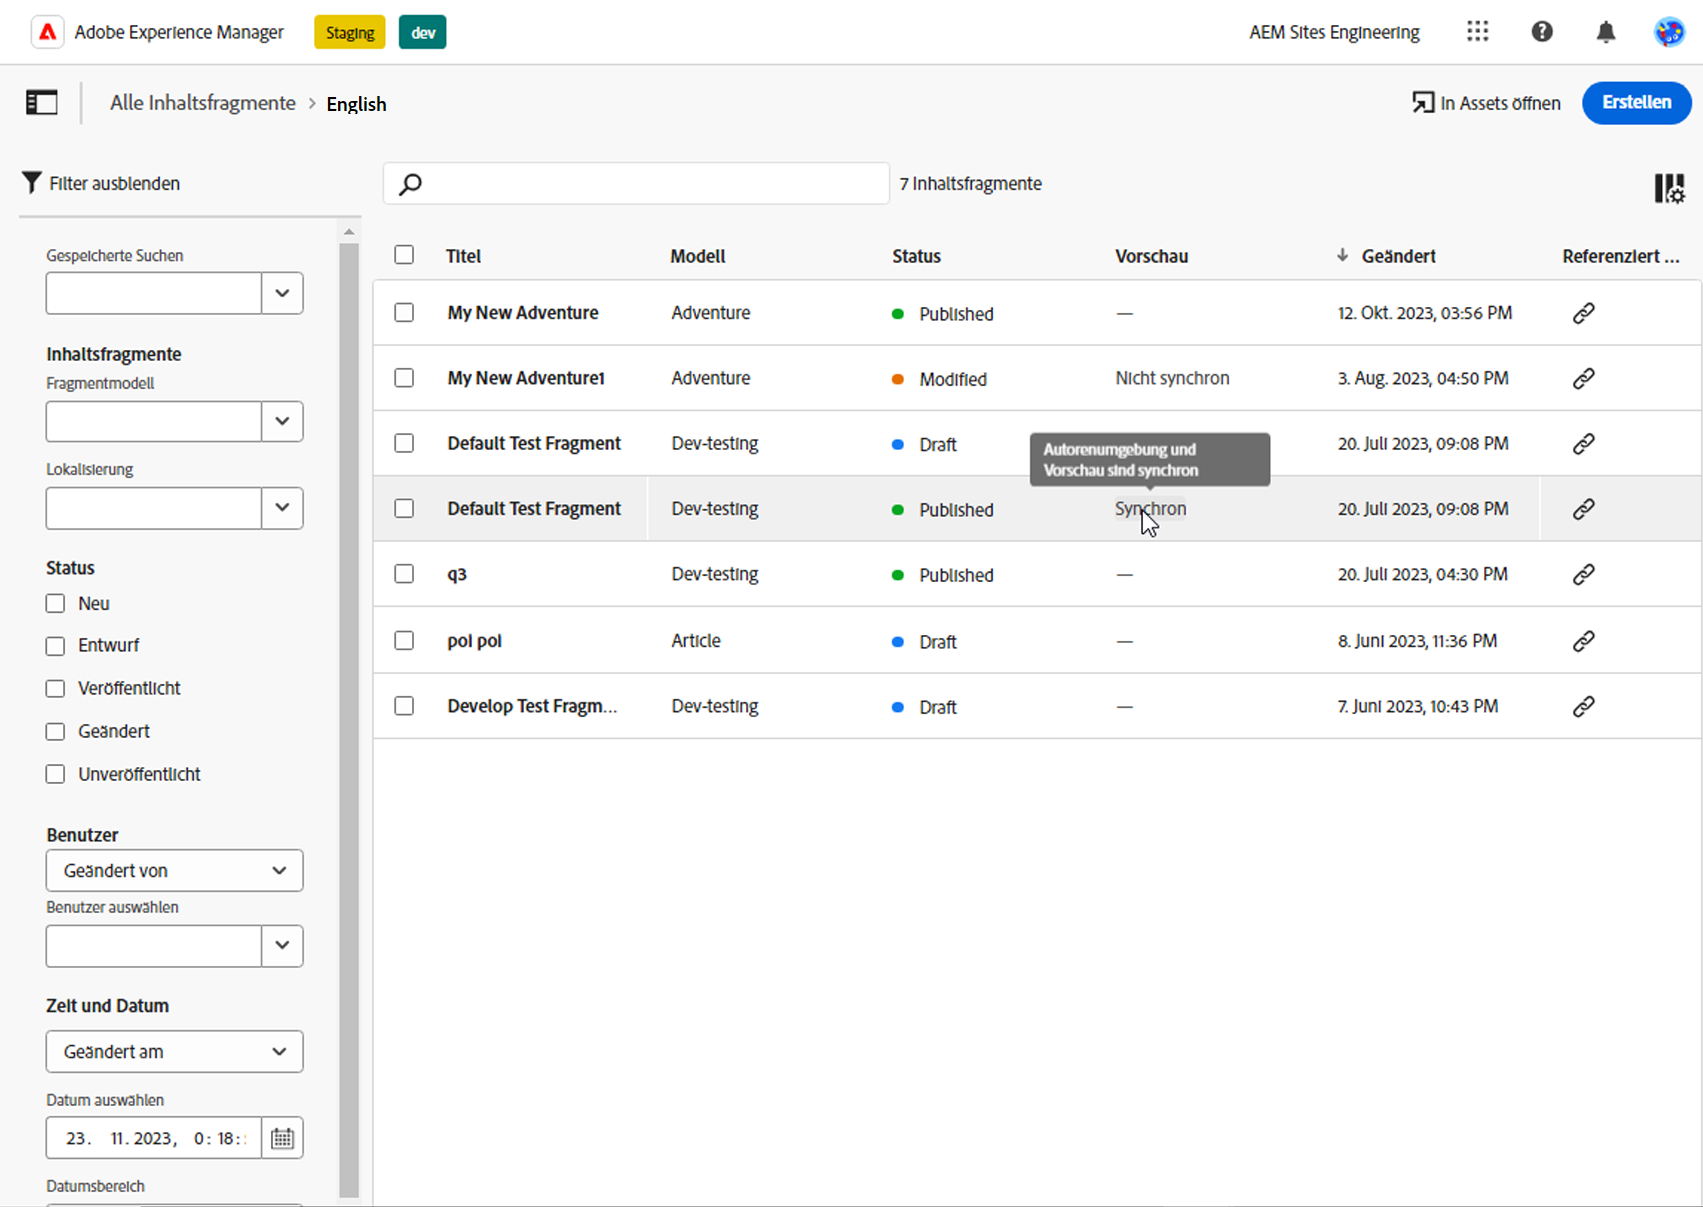 Adobe Experience Manager Staging dev AEM Sites Engineering
Alle Inhaltsfragmente > English In Assets öffnen Erstellen
Filter ausblenden
7 Inhaltsfragmente
Gespeicherte Suchen
Inhaltsfragmente
Fragmentmodell
Lokalisierung
Status
Neu
Entwurf
Veröffentlicht
Geändert
Unveröffentlicht
Benutzer
Geändert von
Benutzer auswählen
Zeit und Datum
Geändert am
Datum auswählen
23. 11. 2023, 0: 18:
Datumsbereich
Titel Modell Status Vorschau Geändert Referenziert ...
My New Adventure Adventure Published — 12. Okt. 2023, 03:56 PM
My New Adventure1 Adventure Modified Nicht synchron 3. Aug. 2023, 04:50 PM
Default Test Fragment Dev-testing Draft 20. Juli 2023, 09:08 PM
Autorenumgebung und
Vorschau sind synchron
Default Test Fragment Dev-testing Published Synchron 20. Juli 2023, 09:08 PM
q3 Dev-testing Published — 20. Juli 2023, 04:30 PM
poi poi Article Draft — 8. Juni 2023, 11:36 PM
Develop Test Fragm... Dev-testing Draft — 7. Juni 2023, 10:43 PM